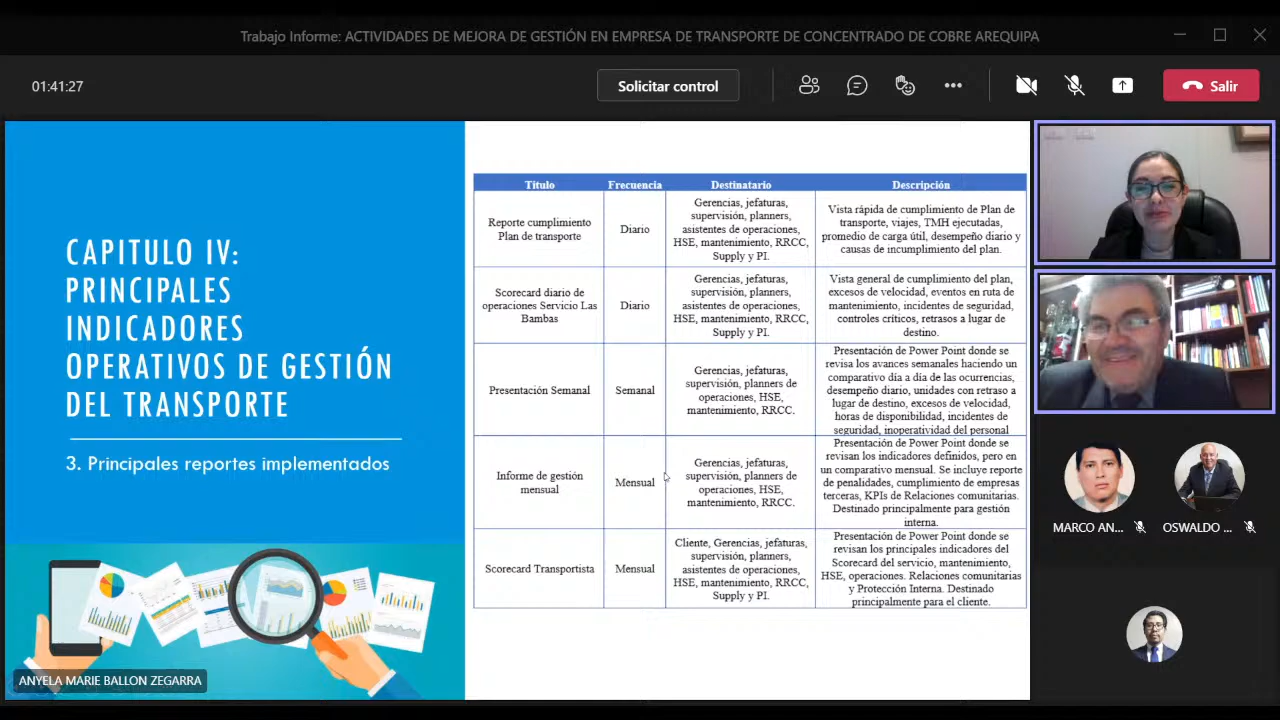 Trabajo Informe: ACTIVIDADES DE MEJORA DE GESTIÓN EN EMPRESA DE TRANSPORTE DE CONCENTRADO DE COBRE AREQUIPA
01:41:27
Solicitar control
Salir
CAPITULO IV:
PRINCIPALES
INDICADORES
OPERATIVOS DE GESTIÓN
DEL TRANSPORTE
3. Principales reportes implementados
ANYELA MARIE BALLON ZEGARRA
Título Frecuencia Destinatario Descripción
Reporte cumplimiento
Plan de transporte
Diario
Gerencias, jefaturas,
supervisión, planners,
asistentes de operaciones,
HSE, mantenimiento, RRCC,
Supply y PI.
Vista rápida de cumplimiento de Plan de
transporte, viajes, TMH ejecutadas,
promedio de carga útil, desempeño diario y
causas de incumplimiento del plan.
Scorecard diario de
operaciones Servicio Las
Bambas
Diario
Gerencias, jefaturas,
supervisión, planners,
asistentes de operaciones,
HSE, mantenimiento, RRCC,
Supply y PI.
Vista general de cumplimiento del plan,
excesos de velocidad, eventos en ruta de
mantenimiento, incidentes de seguridad,
controles críticos, retrasos a lugar de
destino.
Presentación Semanal
Semanal
Gerencias, jefaturas,
supervisión, planners de
operaciones, HSE,
mantenimiento, RRCC.
Presentación de Power Point donde se
revisa los avances semanales haciendo un
comparativo día a día de las ocurrencias,
desempeño diario, unidades con retraso a
lugar de destino, excesos de velocidad,
horas de disponibilidad, incidentes de
seguridad, inoperatividad del personal
Informe de gestión
mensual
Mensual
Gerencias, jefaturas,
supervisión, planners de
operaciones, HSE,
mantenimiento, RRCC.
Presentación de Power Point donde se
revisan los indicadores definidos, pero en
un comparativo mensual. Se incluye reporte
de penalidades, cumplimiento de empresas
terceras, KPIs de Relaciones comunitarias.
Destinado principalmente para gestión
interna.
Scorecard Transportista
Mensual
Cliente, Gerencias, jefaturas,
supervisión, planners,
asistentes de operaciones,
HSE, mantenimiento, RRCC,
Supply y PI.
Presentación de Power Point donde se
revisan los principales indicadores del
Scorecard del servicio, mantenimiento,
HSE, operaciones. Relaciones comunitarias
y Protección Interna. Destinado
principalmente para el cliente.
MARCO AN...
OSWALDO ...